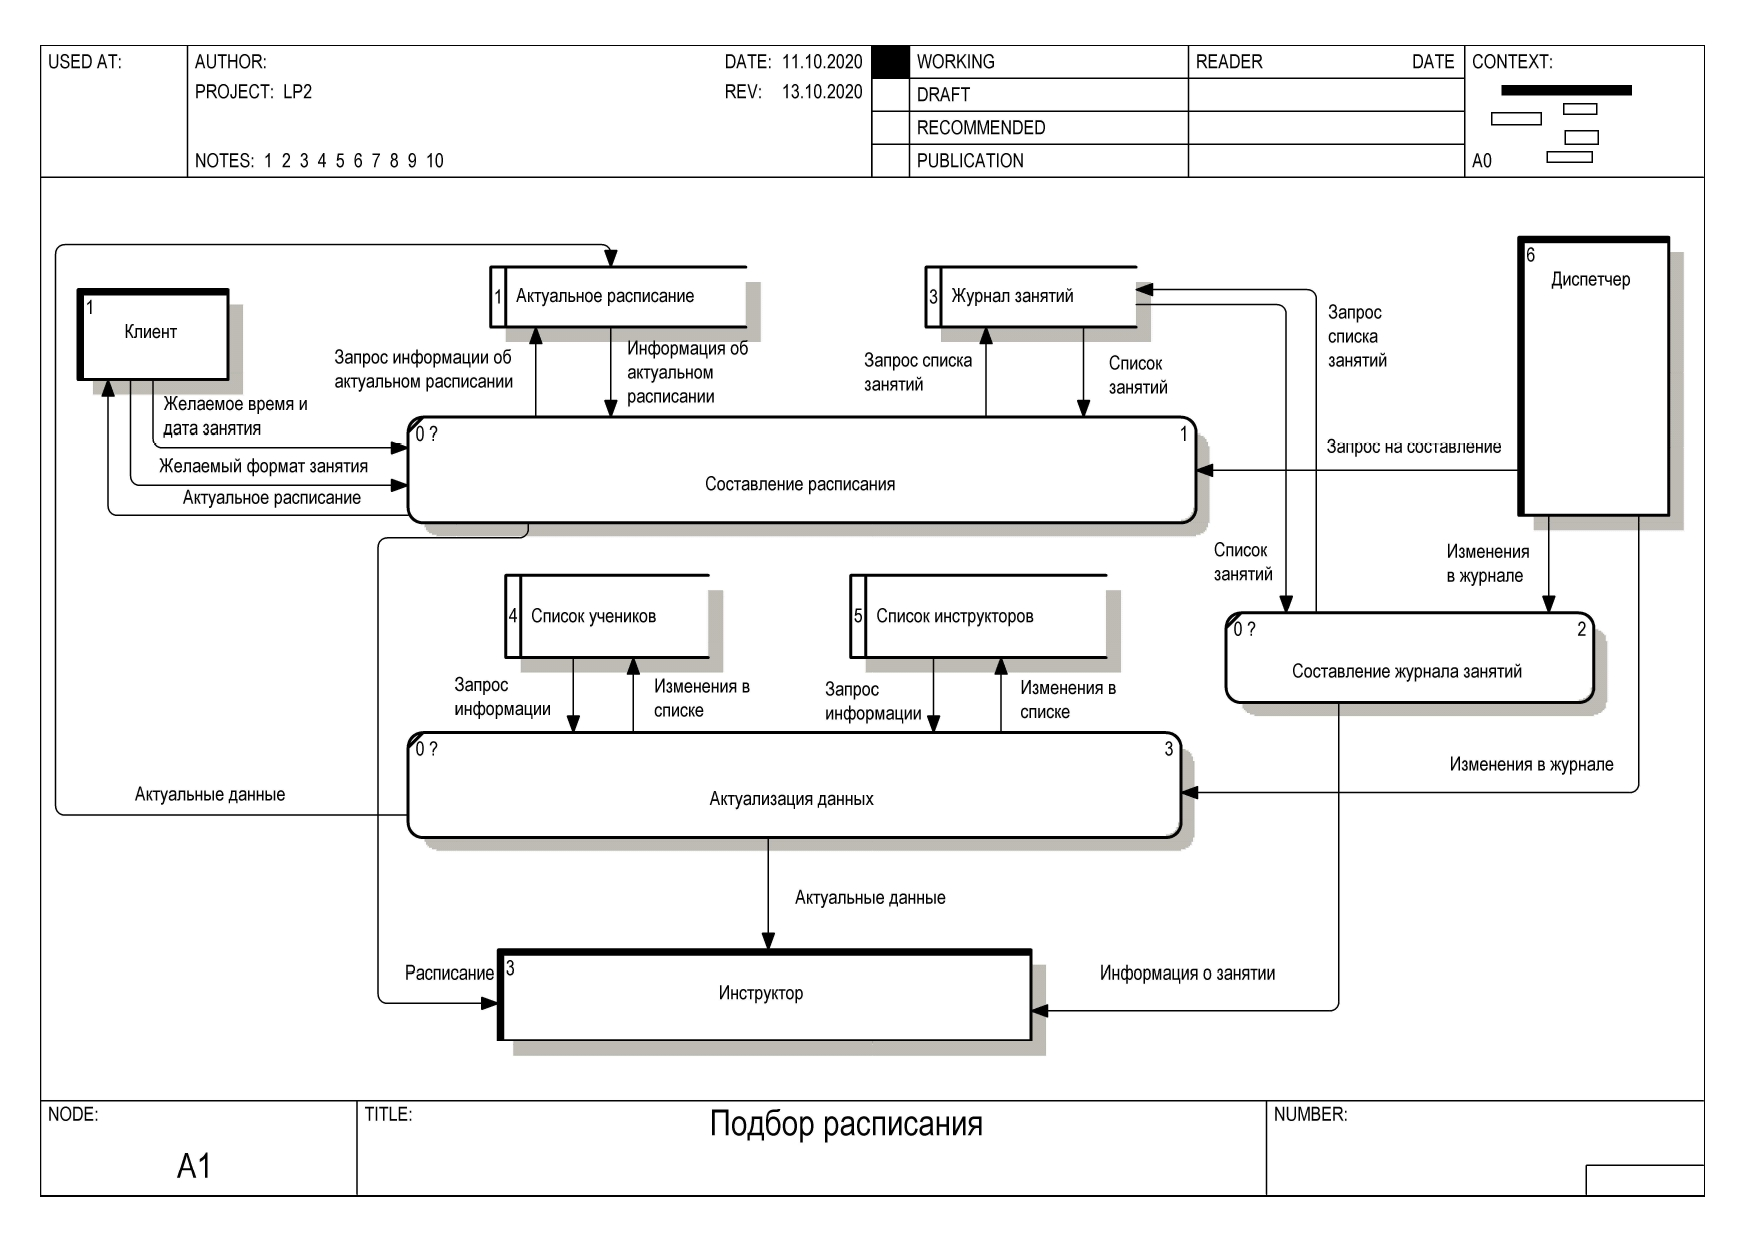 USED AT:
AUTHOR:
DATE: 11.10.2020
PROJECT: LP2
REV: 13.10.2020
NOTES: 1 2 3 4 5 6 7 8 9 10
WORKING
DRAFT
RECOMMENDED
PUBLICATION
READER
DATE
CONTEXT:
A0
1
Клиент
1
Актуальное расписание
3
Журнал занятий
6
Диспетчер
Запрос информации об
актуальном расписании
Информация об
актуальном
расписании
Запрос списка
занятий
Список
занятий
Запрос
списка
занятий
Желаемое время и
дата занятия
Желаемый формат занятия
Актуальное расписание
0 ?
1
Составление расписания
Запрос на составление
Список
занятий
Изменения
в журнале
4
Список учеников
5
Список инструкторов
0 ?
2
Составление журнала занятий
Запрос
информации
Изменения в
списке
Запрос
информации
Изменения в
списке
0 ?
3
Актуализация данных
Изменения в журнале
Актуальные данные
Актуальные данные
Расписание
3
Инструктор
Информация о занятии
NODE:
A1
TITLE:
Подбор расписания
NUMBER: